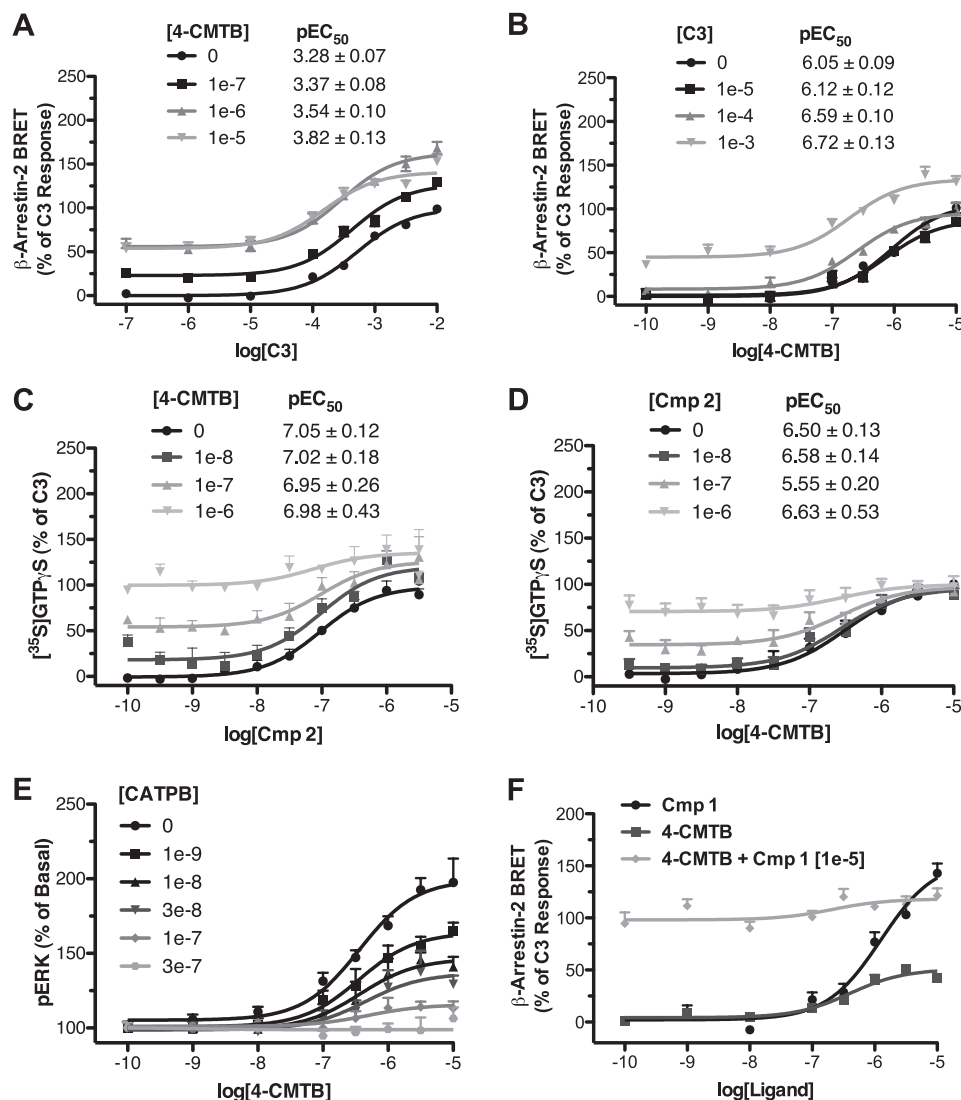 A
[4-CMTB] pEC50
0 3.28 ± 0.07
1e-7 3.37 ± 0.08
1e-6 3.54 ± 0.10
1e-5 3.82 ± 0.13
β-Arrestin-2 BRET
(% of C3 Response)
250
200
150
100
50
0
-7 -6 -5 -4 -3 -2
log[C3]
B
[C3] pEC50
0 6.05 ± 0.09
1e-5 6.12 ± 0.12
1e-4 6.59 ± 0.10
1e-3 6.72 ± 0.13
β-Arrestin-2 BRET
(% of C3 Response)
250
200
150
100
50
0
-10 -9 -8 -7 -6 -5
log[4-CMTB]
C
[4-CMTB] pEC50
0 7.05 ± 0.12
1e-8 7.02 ± 0.18
1e-7 6.95 ± 0.26
1e-6 6.98 ± 0.43
[35S]GTPγS (% of C3)
250
200
150
100
50
0
-10 -9 -8 -7 -6 -5
log[Cmp 2]
D
[Cmp 2] pEC50
0 6.50 ± 0.13
1e-8 6.58 ± 0.14
1e-7 5.55 ± 0.20
1e-6 6.63 ± 0.53
[35S]GTPγS (% of C3)
250
200
150
100
50
0
-10 -9 -8 -7 -6 -5
log[4-CMTB]
E
[CATPB]
0
1e-9
1e-8
3e-8
1e-7
3e-7
pERK (% of Basal)
250
200
150
100
-10 -9 -8 -7 -6 -5
log[4-CMTB]
F
Cmp 1
4-CMTB
4-CMTB + Cmp 1 [1e-5]
β-Arrestin-2 BRET
(% of C3 Response)
200
150
100
50
0
-10 -9 -8 -7 -6 -5
log[Ligand]